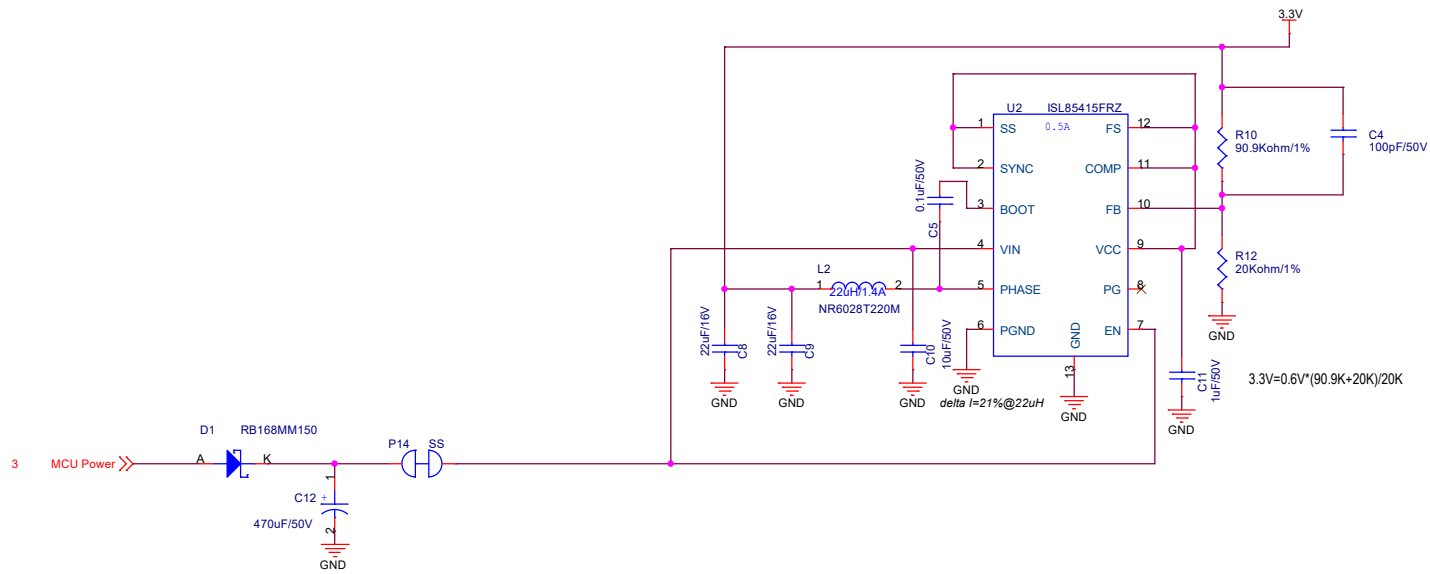 3.3V
U2 ISL85415FRZ
0.5A
1 SS FS 12
2 SYNC COMP 11
3 BOOT FB 10
4 VIN VCC 9
5 PHASE PG 8
6 PGND EN 7
GND
13
GND
R10
90.9Kohm/1%
C4
100pF/50V
R12
20Kohm/1%
GND
0.1uF/50V
C5
L2
1 22uH/1.4A 2
NR6028T220M
22uF/16V
C8
GND
22uF/16V
C9
GND
C10
10uF/50V
GND
GND
delta I=21%@22uH
C11
1uF/50V
GND
3.3V=0.6V*(90.9K+20K)/20K
D1 RB168MM150
P14 SS
3 MCU Power A K
1
C12 +
470uF/50V
2
GND